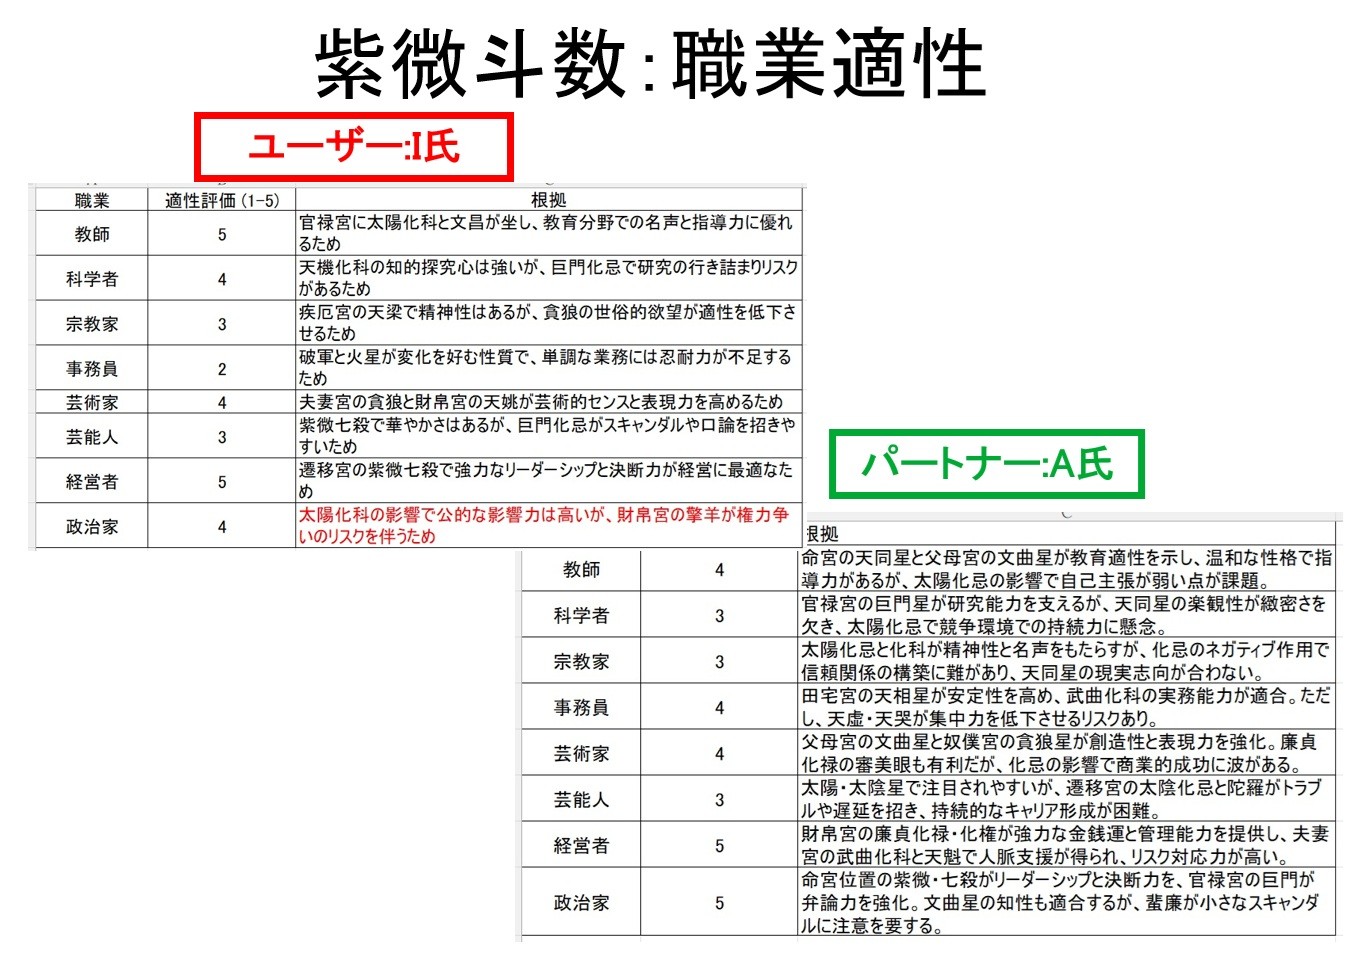 紫微斗数:職業適性
ユーザー:I氏
職業 適性評価(1-5) 根拠
教師 5 官禄宮に太陽化科と文昌が坐し、教育分野での名声と指導力に優れ
るため
科学者 4 天機化科の知的探究心は強いが、巨門化忌で研究の行き詰まりリスク
があるため
宗教家 3 疾厄宮の天梁で精神性はあるが、貪狼の世俗的欲望が適性を低下さ
せるため
事務員 2 破軍と火星が変化を好む性質で、単調な業務には忍耐力が不足する
ため
芸術家 4 夫妻宮の貪狼と財帛宮の天姚が芸術的センスと表現力を高めるため
芸能人 3 紫微七殺で華やかさはあるが、巨門化忌がスキャンダルや口論を招きや
すいため
経営者 5 遷移宮の紫微七殺で強力なリーダーシップと決断力が経営に最適なた
め
政治家 4 太陽化科の影響で公的な影響力は高いが、財帛宮の擎羊が権力争
いのリスクを伴うため
パートナー:A氏
根拠
教師 4 命宮の天同星と父母宮の文曲星が教育適性を示し、温和な性格で指
導力があるが、太陽化忌の影響で自己主張が弱い点が課題。
科学者 3 官禄宮の巨門星が研究能力を支えるが、天同星の楽観性が緻密さを
欠き、太陽化忌で競争環境での持続力に懸念。
宗教家 3 太陽化忌と化科が精神性と名声をもたらすが、化忌のネガティブ作用で
信頼関係の構築に難があり、天同星の現実志向が合わない。
事務員 4 田宅宮の天相星が安定性を高め、武曲化科の実務能力が適合。ただ
し、天虚・天哭が集中力を低下させるリスクあり。
芸術家 4 父母宮の文曲星と奴僕宮の貪狼星が創造性と表現力を強化。廉貞
化禄の審美眼も有利だが、化忌の影響で商業的成功に波がある。
芸能人 3 太陽・太陰星で注目されやすいが、遷移宮の太陰化忌と陀羅がトラブ
ルや遅延を招き、持続的なキャリア形成が困難。
経営者 5 財帛宮の廉貞化禄・化権が強力な金銭運と管理能力を提供し、夫妻
宮の武曲化科と天魁で人脈支援が得られ、リスク対応力が高い。
政治家 5 命宮位置の紫微・七殺がリーダーシップと決断力を、官禄宮の巨門が
弁論力を強化。文曲星の知性も適合するが、蜚廉が小さなスキャンダ
ルに注意を要する。